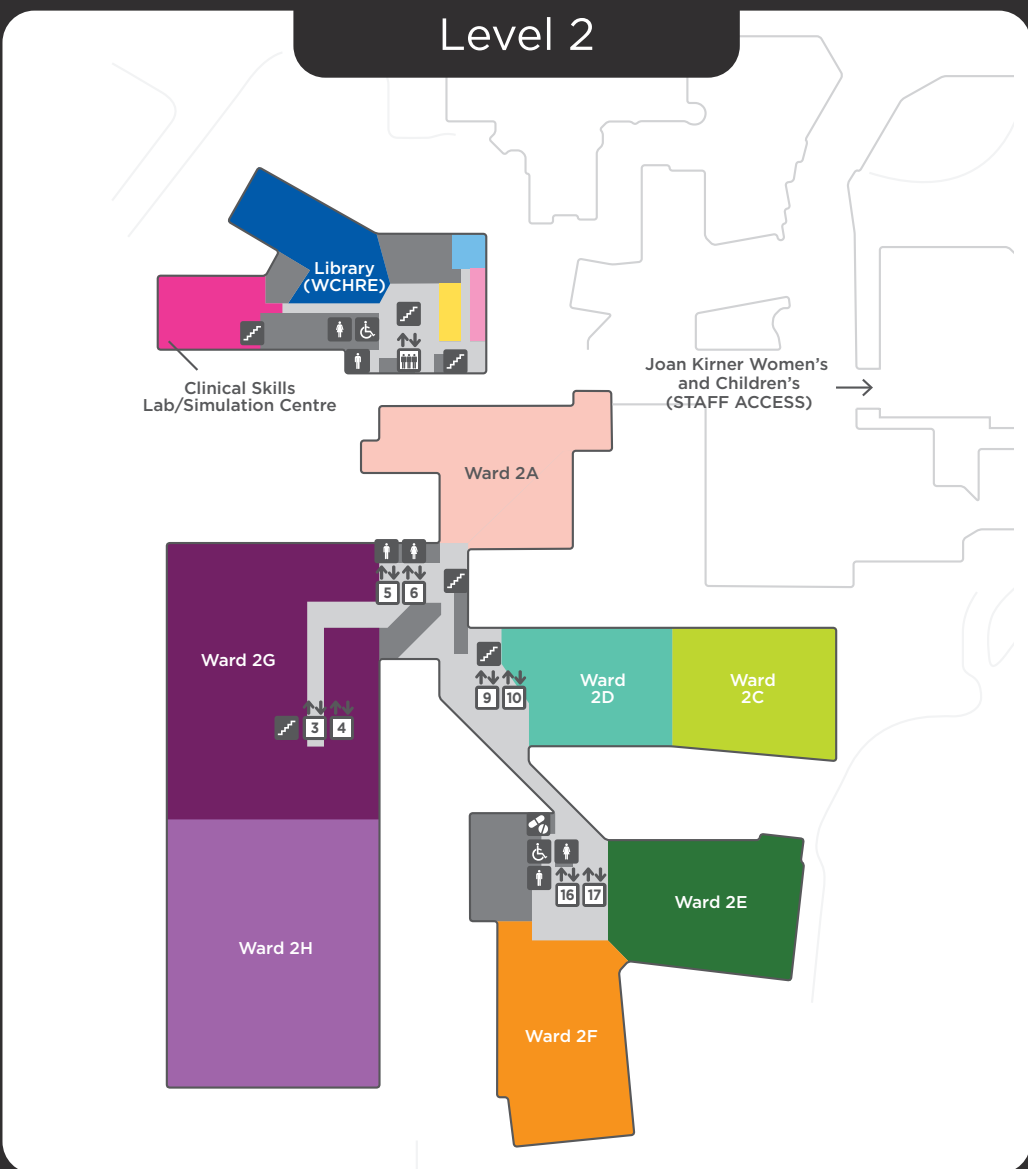 Level 2
Library
(WCHRE)
Clinical Skills
Lab/Simulation Centre
Joan Kirner Women's
and Children's
(STAFF ACCESS)
Ward 2A
5 6
Ward 2G
Ward
2D
Ward
2C
9 10
3 4
16 17
Ward 2E
Ward 2H
Ward 2F